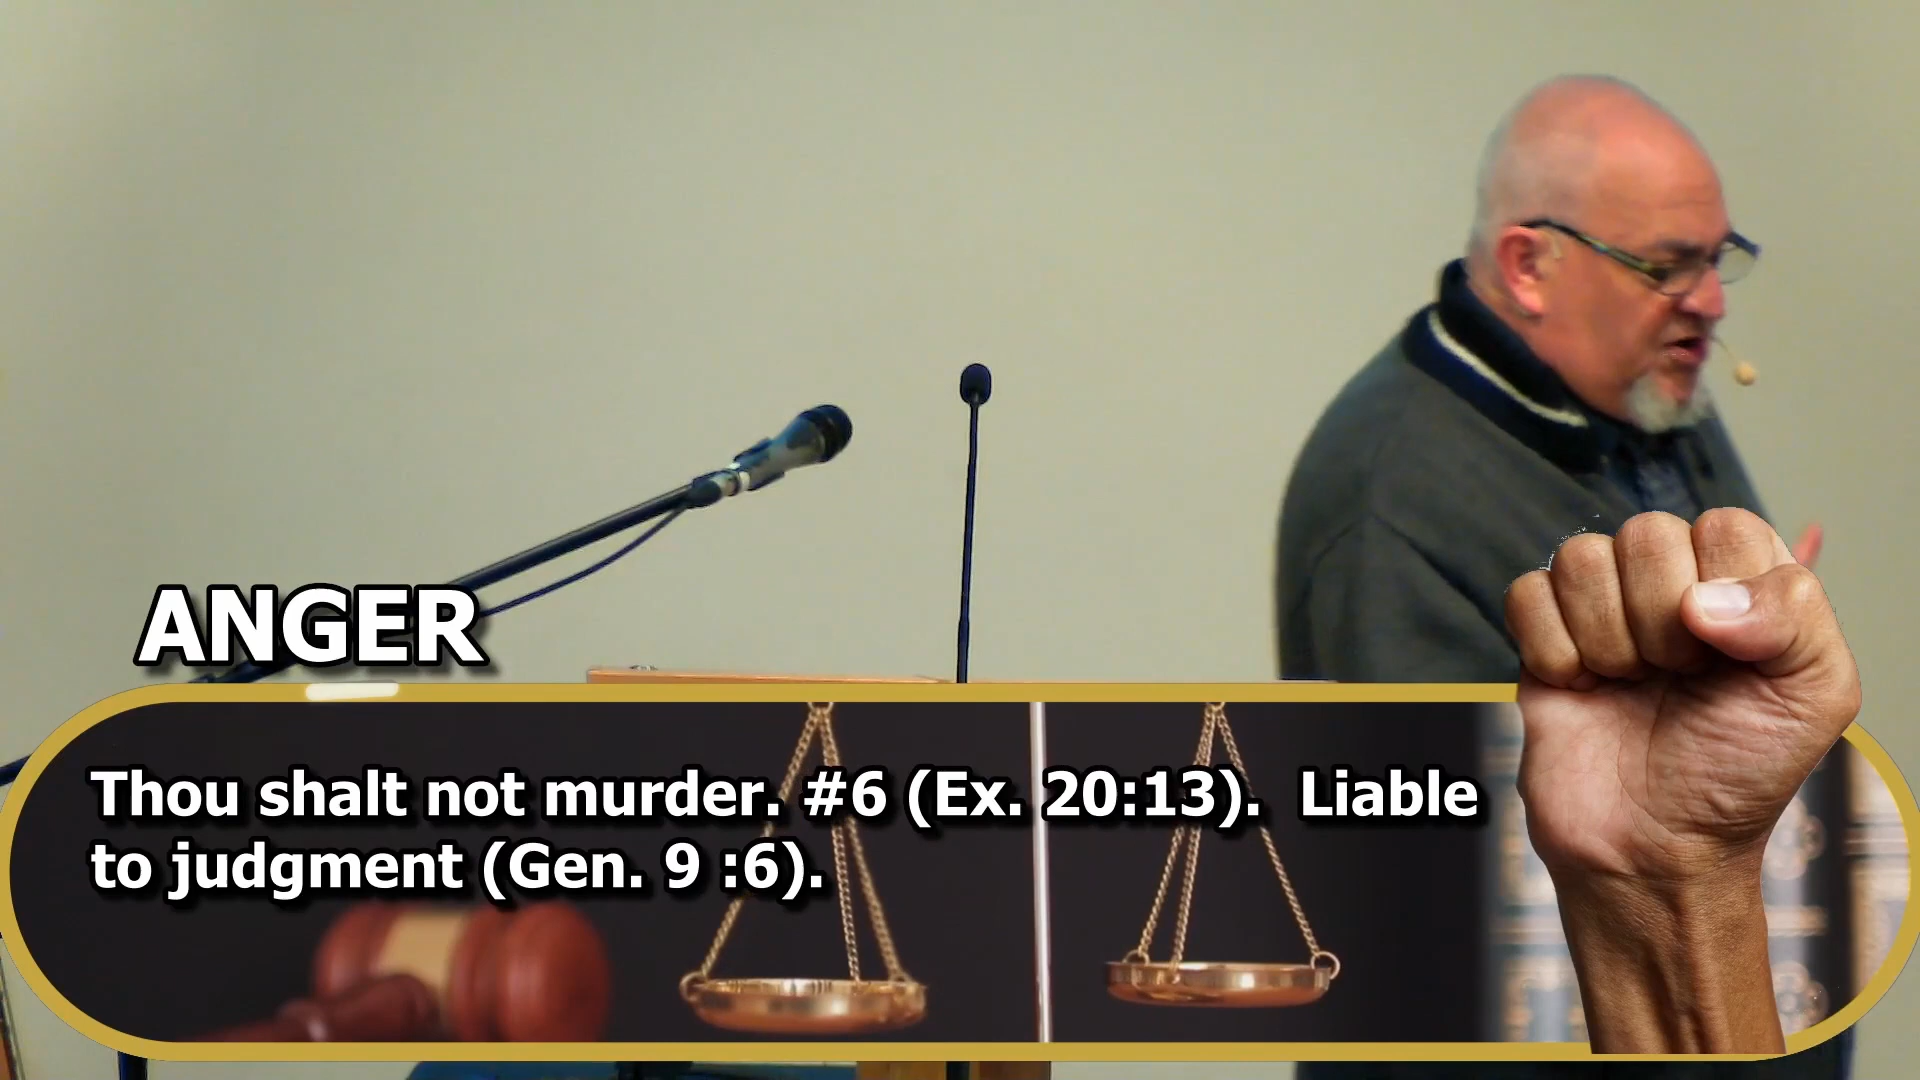 ANGER
Thou shalt not murder. #6 (Ex. 20:13).  Liable
to judgment (Gen. 9 :6).